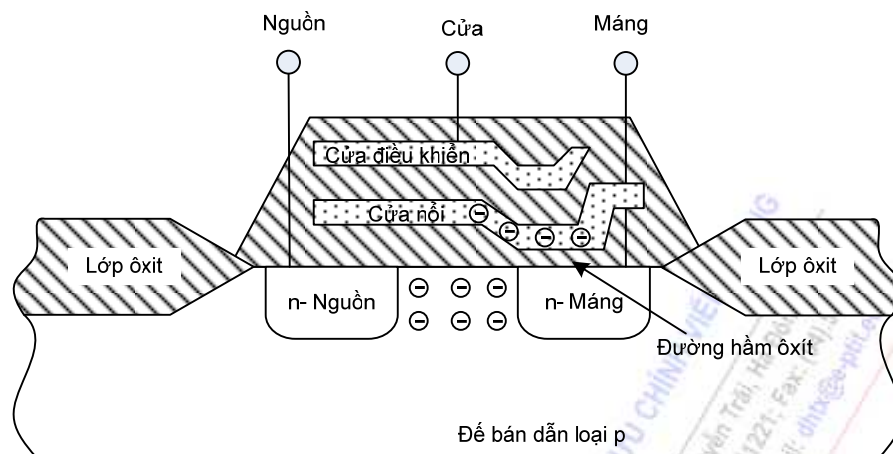 Nguồn
Cửa
Máng
Cửa điều khiển
Cửa nổi
Lớp ôxit
Lớp ôxit
n- Nguồn
n- Máng
Đường hầm ôxít
Đế bán dẫn loại p